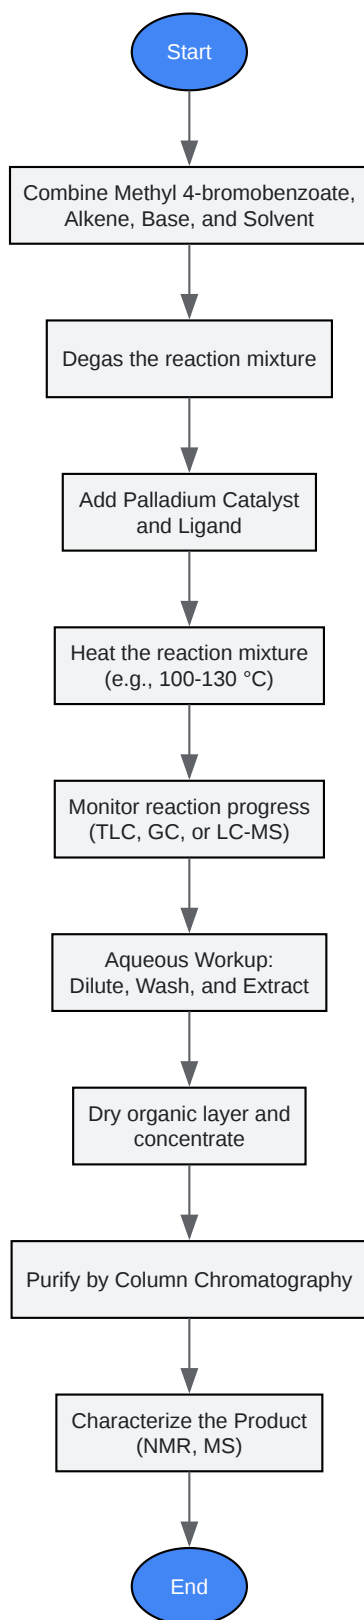 Start
Combine Methyl 4-bromobenzoate,
Alkene, Base, and Solvent
Degas the reaction mixture
Add Palladium Catalyst
and Ligand
Heat the reaction mixture
(e.g., 100-130 °C)
Monitor reaction progress
(TLC, GC, or LC-MS)
Aqueous Workup:
Dilute, Wash, and Extract
Dry organic layer and
concentrate
Purify by Column Chromatography
Characterize the Product
(NMR, MS)
End